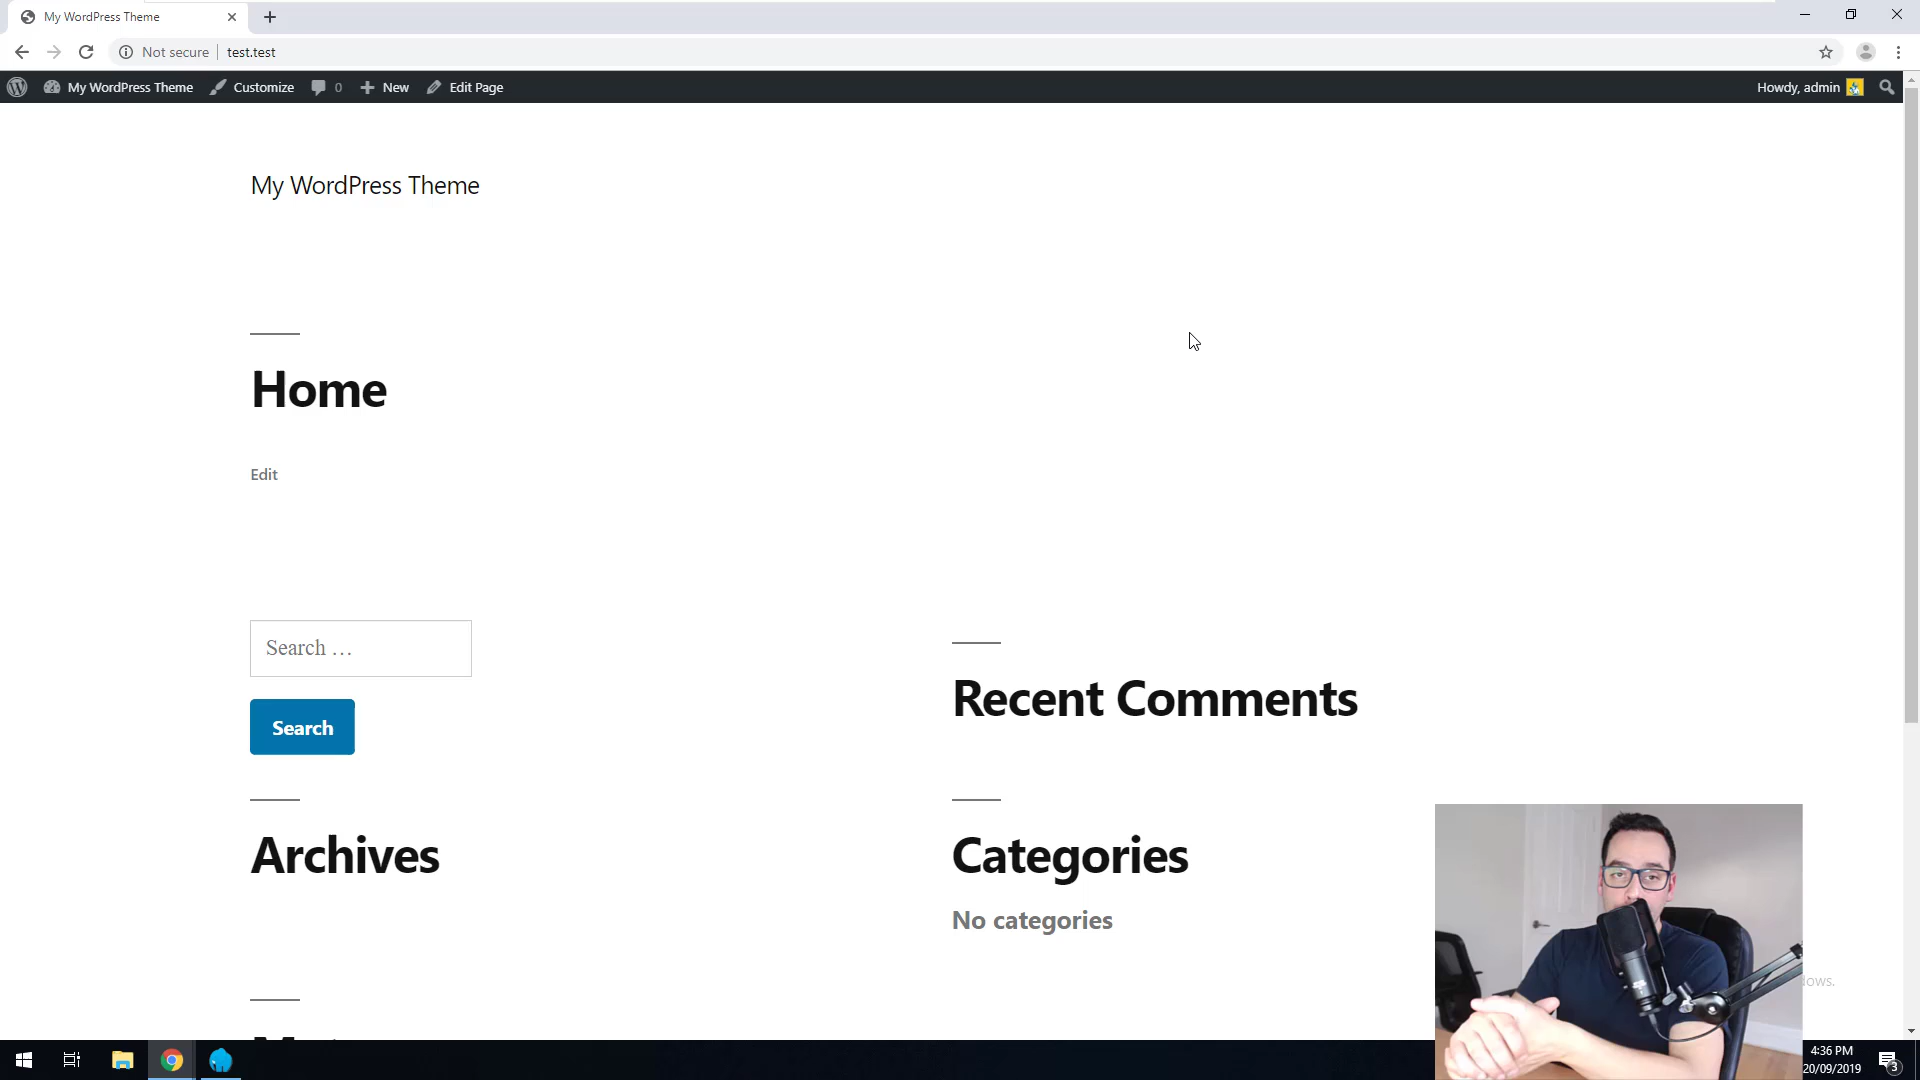 My WordPress Theme
Not secure
test.test
My WordPress Theme
Customize
0
New
Edit Page
Howdy, admin
My WordPress Theme
Home
Edit
Search …
Search
Recent Comments
Archives
Categories
No categories
4:36 PM
20/09/2019
3